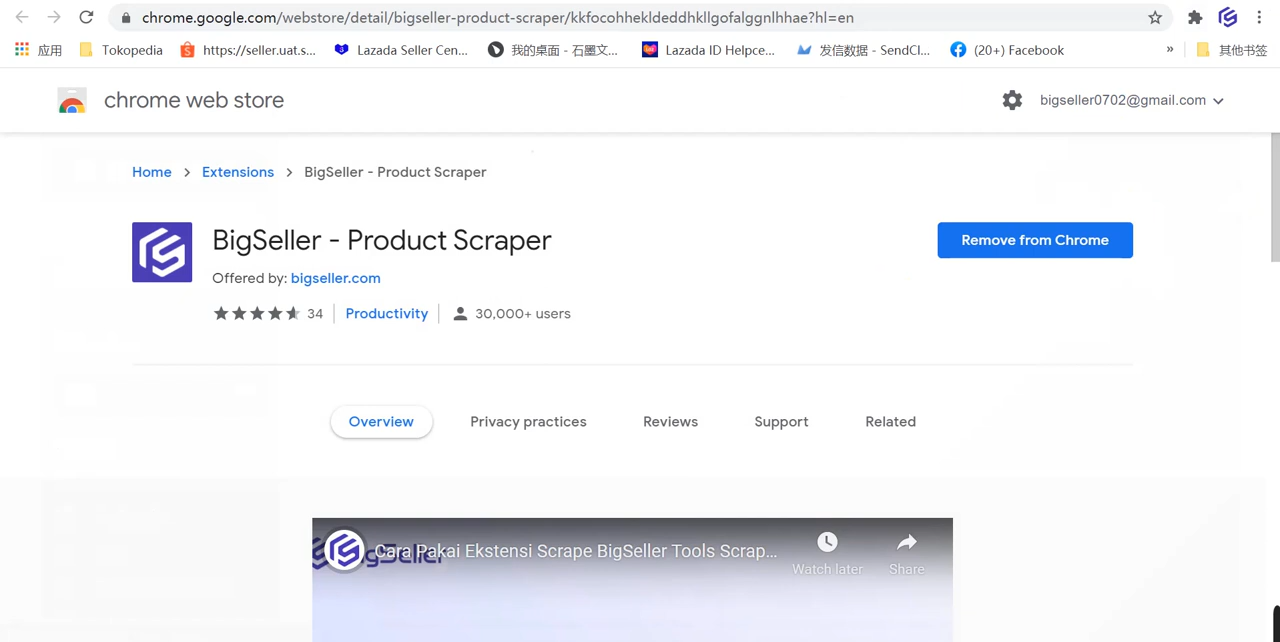 chrome.google.com/webstore/detail/bigseller-product-scraper/kkfocohhekldeddhkllgofalggnlhhae?hl=en
应用 Tokopedia https://seller.uat.s... Lazada Seller Cen... 我的桌面 - 石墨文... Lazada ID Helpce... 发信数据 - SendCl... (20+) Facebook » 其他书签
chrome web store
bigseller0702@gmail.com
Home > Extensions > BigSeller - Product Scraper
BigSeller - Product Scraper
Remove from Chrome
Offered by: bigseller.com
34 Productivity 30,000+ users
Overview Privacy practices Reviews Support Related
Cara Pakai Ekstensi Scrape BigSeller Tools Scrap...
BigSeller
Watch later Share